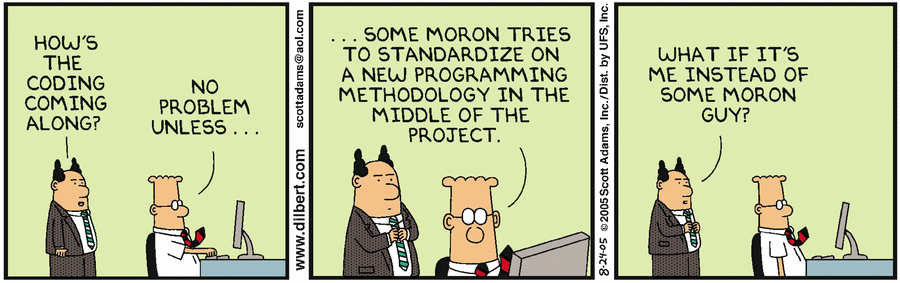 HOW'S
THE
CODING
COMING
ALONG?
NO
PROBLEM
UNLESS ...
www.dilbert.com scottadams@aol.com
... SOME MORON TRIES
TO STANDARDIZE ON
A NEW PROGRAMMING
METHODOLOGY IN THE
MIDDLE OF THE
PROJECT.
8-24-05 ©2005 Scott Adams, Inc./Dist. by UFS, Inc.
WHAT IF IT'S
ME INSTEAD OF
SOME MORON
GUY?